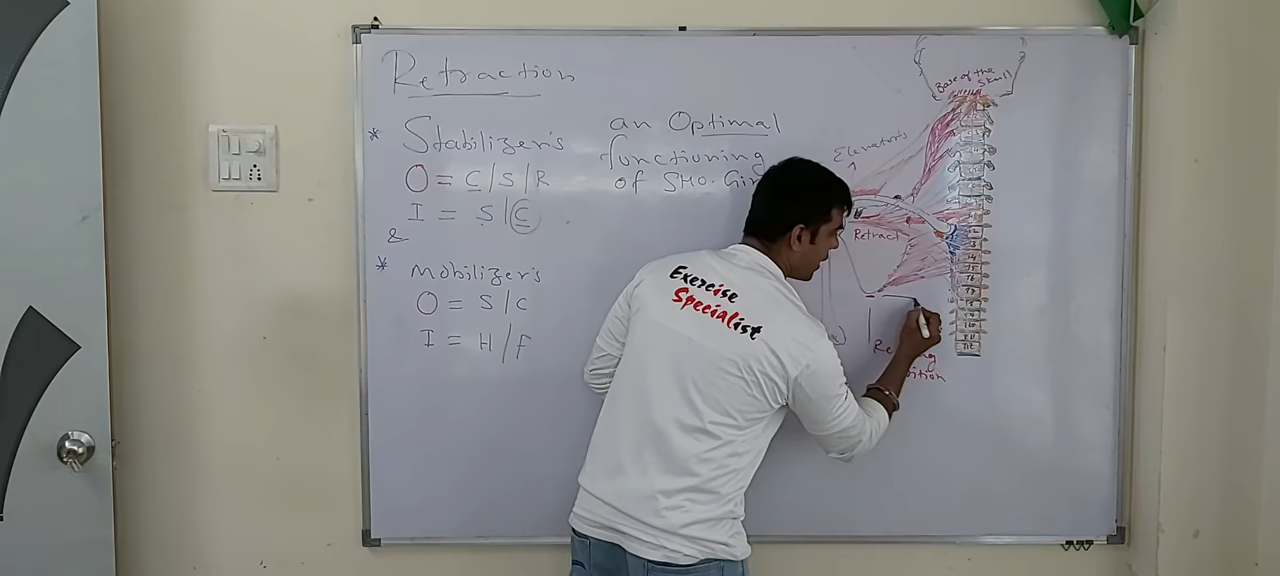 Retraction
* Stabilizer's
O = C/S/R
I = S/C
&
* Mobilizer's
O = S/C
I = H/F
an Optimal
functioning
of SHO. Gir
Elevators
Base of the
Skull
Retract
Exercise
Specialist